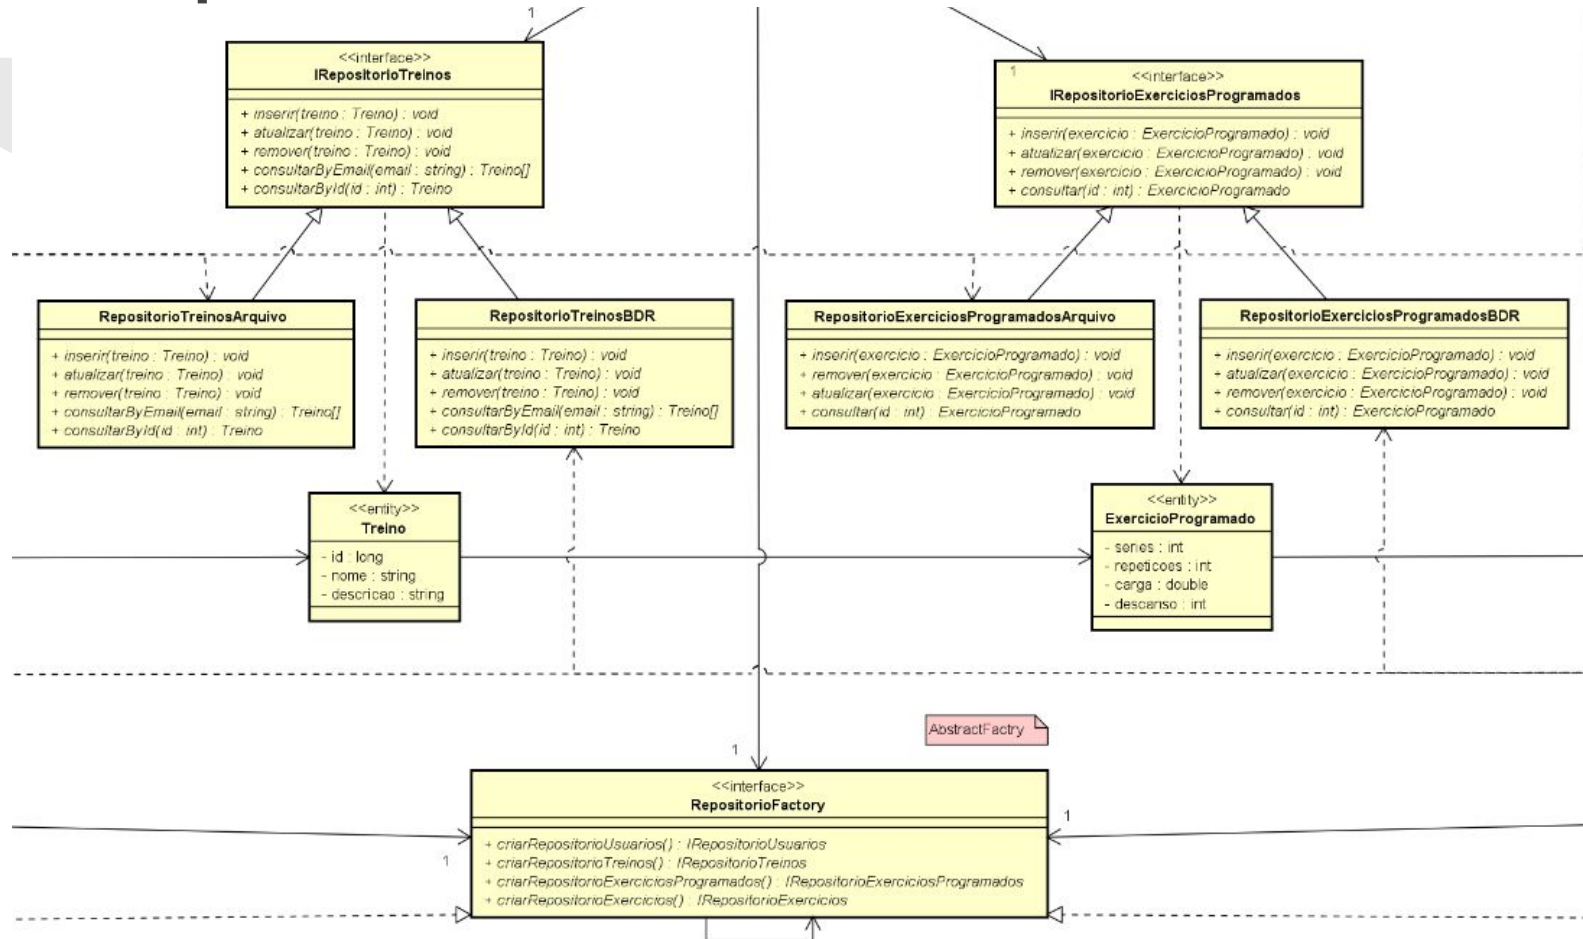 1
<<interface>>
IRepositorioTreinos
+ inserir(treino : Treino) : void
+ atualizar(treino : Treino) : void
+ remover(treino : Treino) : void
+ consultarByEmail(email : string) : Treino[]
+ consultarById(id : int) : Treino
1
<<interface>>
IRepositorioExerciciosProgramados
+ inserir(exercicio : ExercicioProgramado) : void
+ atualizar(exercicio : ExercicioProgramado) : void
+ remover(exercicio : ExercicioProgramado) : void
+ consultar(id : int) : ExercicioProgramado
RepositorioTreinosArquivo
+ inserir(treino : Treino) : void
+ atualizar(treino : Treino) : void
+ remover(treino : Treino) : void
+ consultarByEmail(email : string) : Treino[]
+ consultarById(id : int) : Treino
RepositorioTreinosBDR
+ inserir(treino : Treino) : void
+ atualizar(treino : Treino) : void
+ remover(treino : Treino) : void
+ consultarByEmail(email : string) : Treino[]
+ consultarById(id : int) : Treino
RepositorioExerciciosProgramadosArquivo
+ inserir(exercicio : ExercicioProgramado) : void
+ remover(exercicio : ExercicioProgramado) : void
+ atualizar(exercicio : ExercicioProgramado) : void
+ consultar(id : int) : ExercicioProgramado
RepositorioExerciciosProgramadosBDR
+ inserir(exercicio : ExercicioProgramado) : void
+ atualizar(exercicio : ExercicioProgramado) : void
+ remover(exercicio : ExercicioProgramado) : void
+ consultar(id : int) : ExercicioProgramado
<<entity>>
Treino
- id : long
- nome : string
- descricao : string
<<entity>>
ExercicioProgramado
- series : int
- repeticoes : int
- carga : double
- descanso : int
AbstractFactry
1
<<interface>>
RepositorioFactory
+ criarRepositorioUsuarios() : IRepositorioUsuarios
+ criarRepositorioTreinos() : IRepositorioTreinos
+ criarRepositorioExerciciosProgramados() : IRepositorioExerciciosProgramados
+ criarRepositorioExercicios() : IRepositorioExercicios
1
1